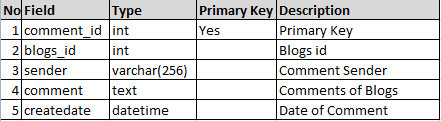 No Field Type Primary Key Description
1 comment_id int Yes Primary Key
2 blogs_id int Blogs id
3 sender varchar(256) Comment Sender
4 comment text Comments of Blogs
5 createdate datetime Date of Comment